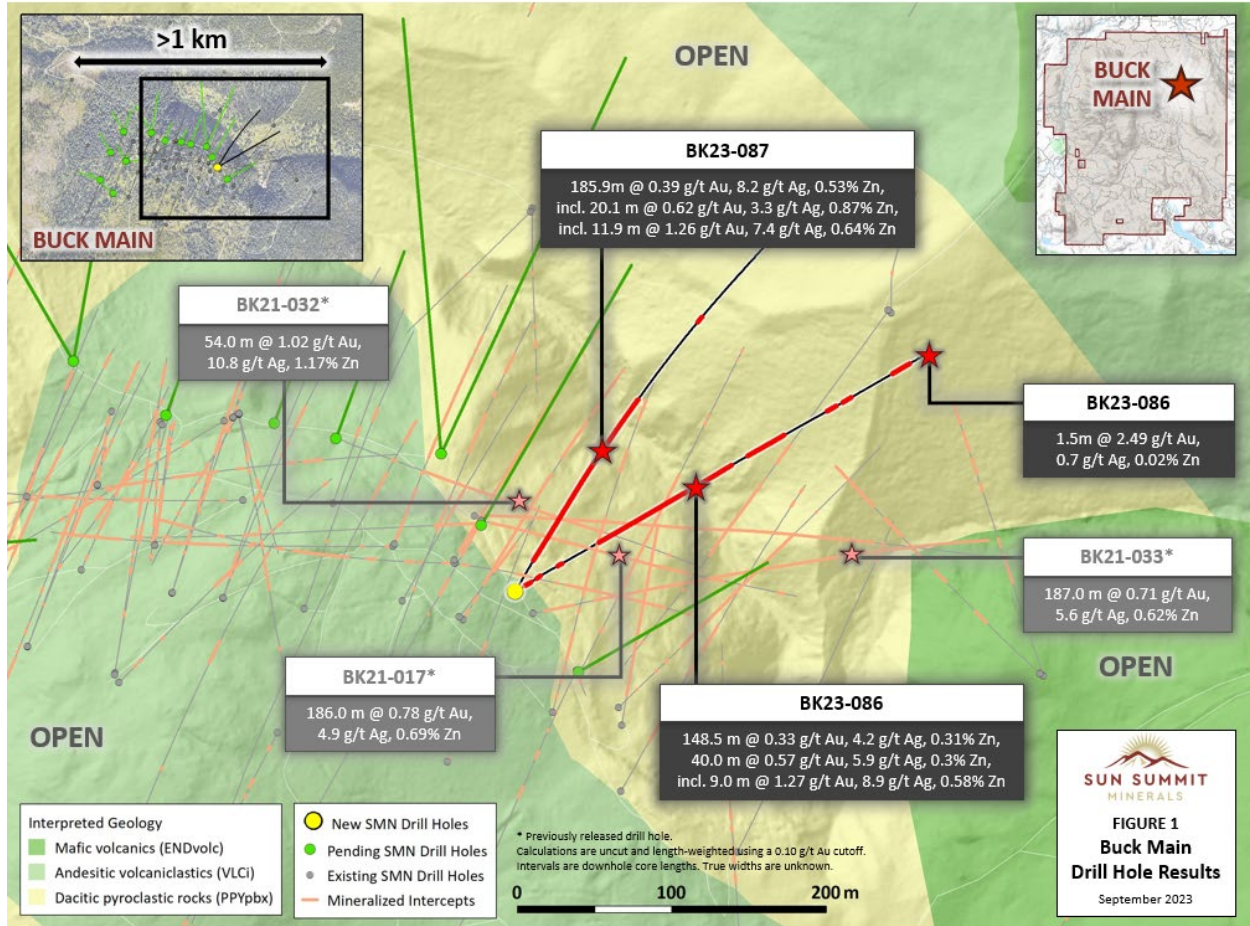 >1 km
BUCK MAIN
OPEN
BUCK
MAIN
BK23-087
185.9m @ 0.39 g/t Au, 8.2 g/t Ag, 0.53% Zn,
incl. 20.1 m @ 0.62 g/t Au, 3.3 g/t Ag, 0.87% Zn,
incl. 11.9 m @ 1.26 g/t Au, 7.4 g/t Ag, 0.64% Zn
BK21-032*
54.0 m @ 1.02 g/t Au,
10.8 g/t Ag, 1.17% Zn
BK23-086
1.5m @ 2.49 g/t Au,
0.7 g/t Ag, 0.02% Zn
BK21-033*
187.0 m @ 0.71 g/t Au,
5.6 g/t Ag, 0.62% Zn
OPEN
BK21-017*
186.0 m @ 0.78 g/t Au,
4.9 g/t Ag, 0.69% Zn
BK23-086
148.5 m @ 0.33 g/t Au, 4.2 g/t Ag, 0.31% Zn,
40.0 m @ 0.57 g/t Au, 5.9 g/t Ag, 0.3% Zn,
incl. 9.0 m @ 1.27 g/t Au, 8.9 g/t Ag, 0.58% Zn
OPEN
Interpreted Geology
Mafic volcanics (ENDvolc)
Andesitic volcaniclastics (VLCi)
Dacitic pyroclastic rocks (PPYpbx)
New SMN Drill Holes
Pending SMN Drill Holes
Existing SMN Drill Holes
Mineralized Intercepts
* Previously released drill hole.
Calculations are uncut and length-weighted using a 0.10 g/t Au cutoff.
Intervals are downhole core lengths. True widths are unknown.
0 100 200 m
SUN SUMMIT
MINERALS
FIGURE 1
Buck Main
Drill Hole Results
September 2023